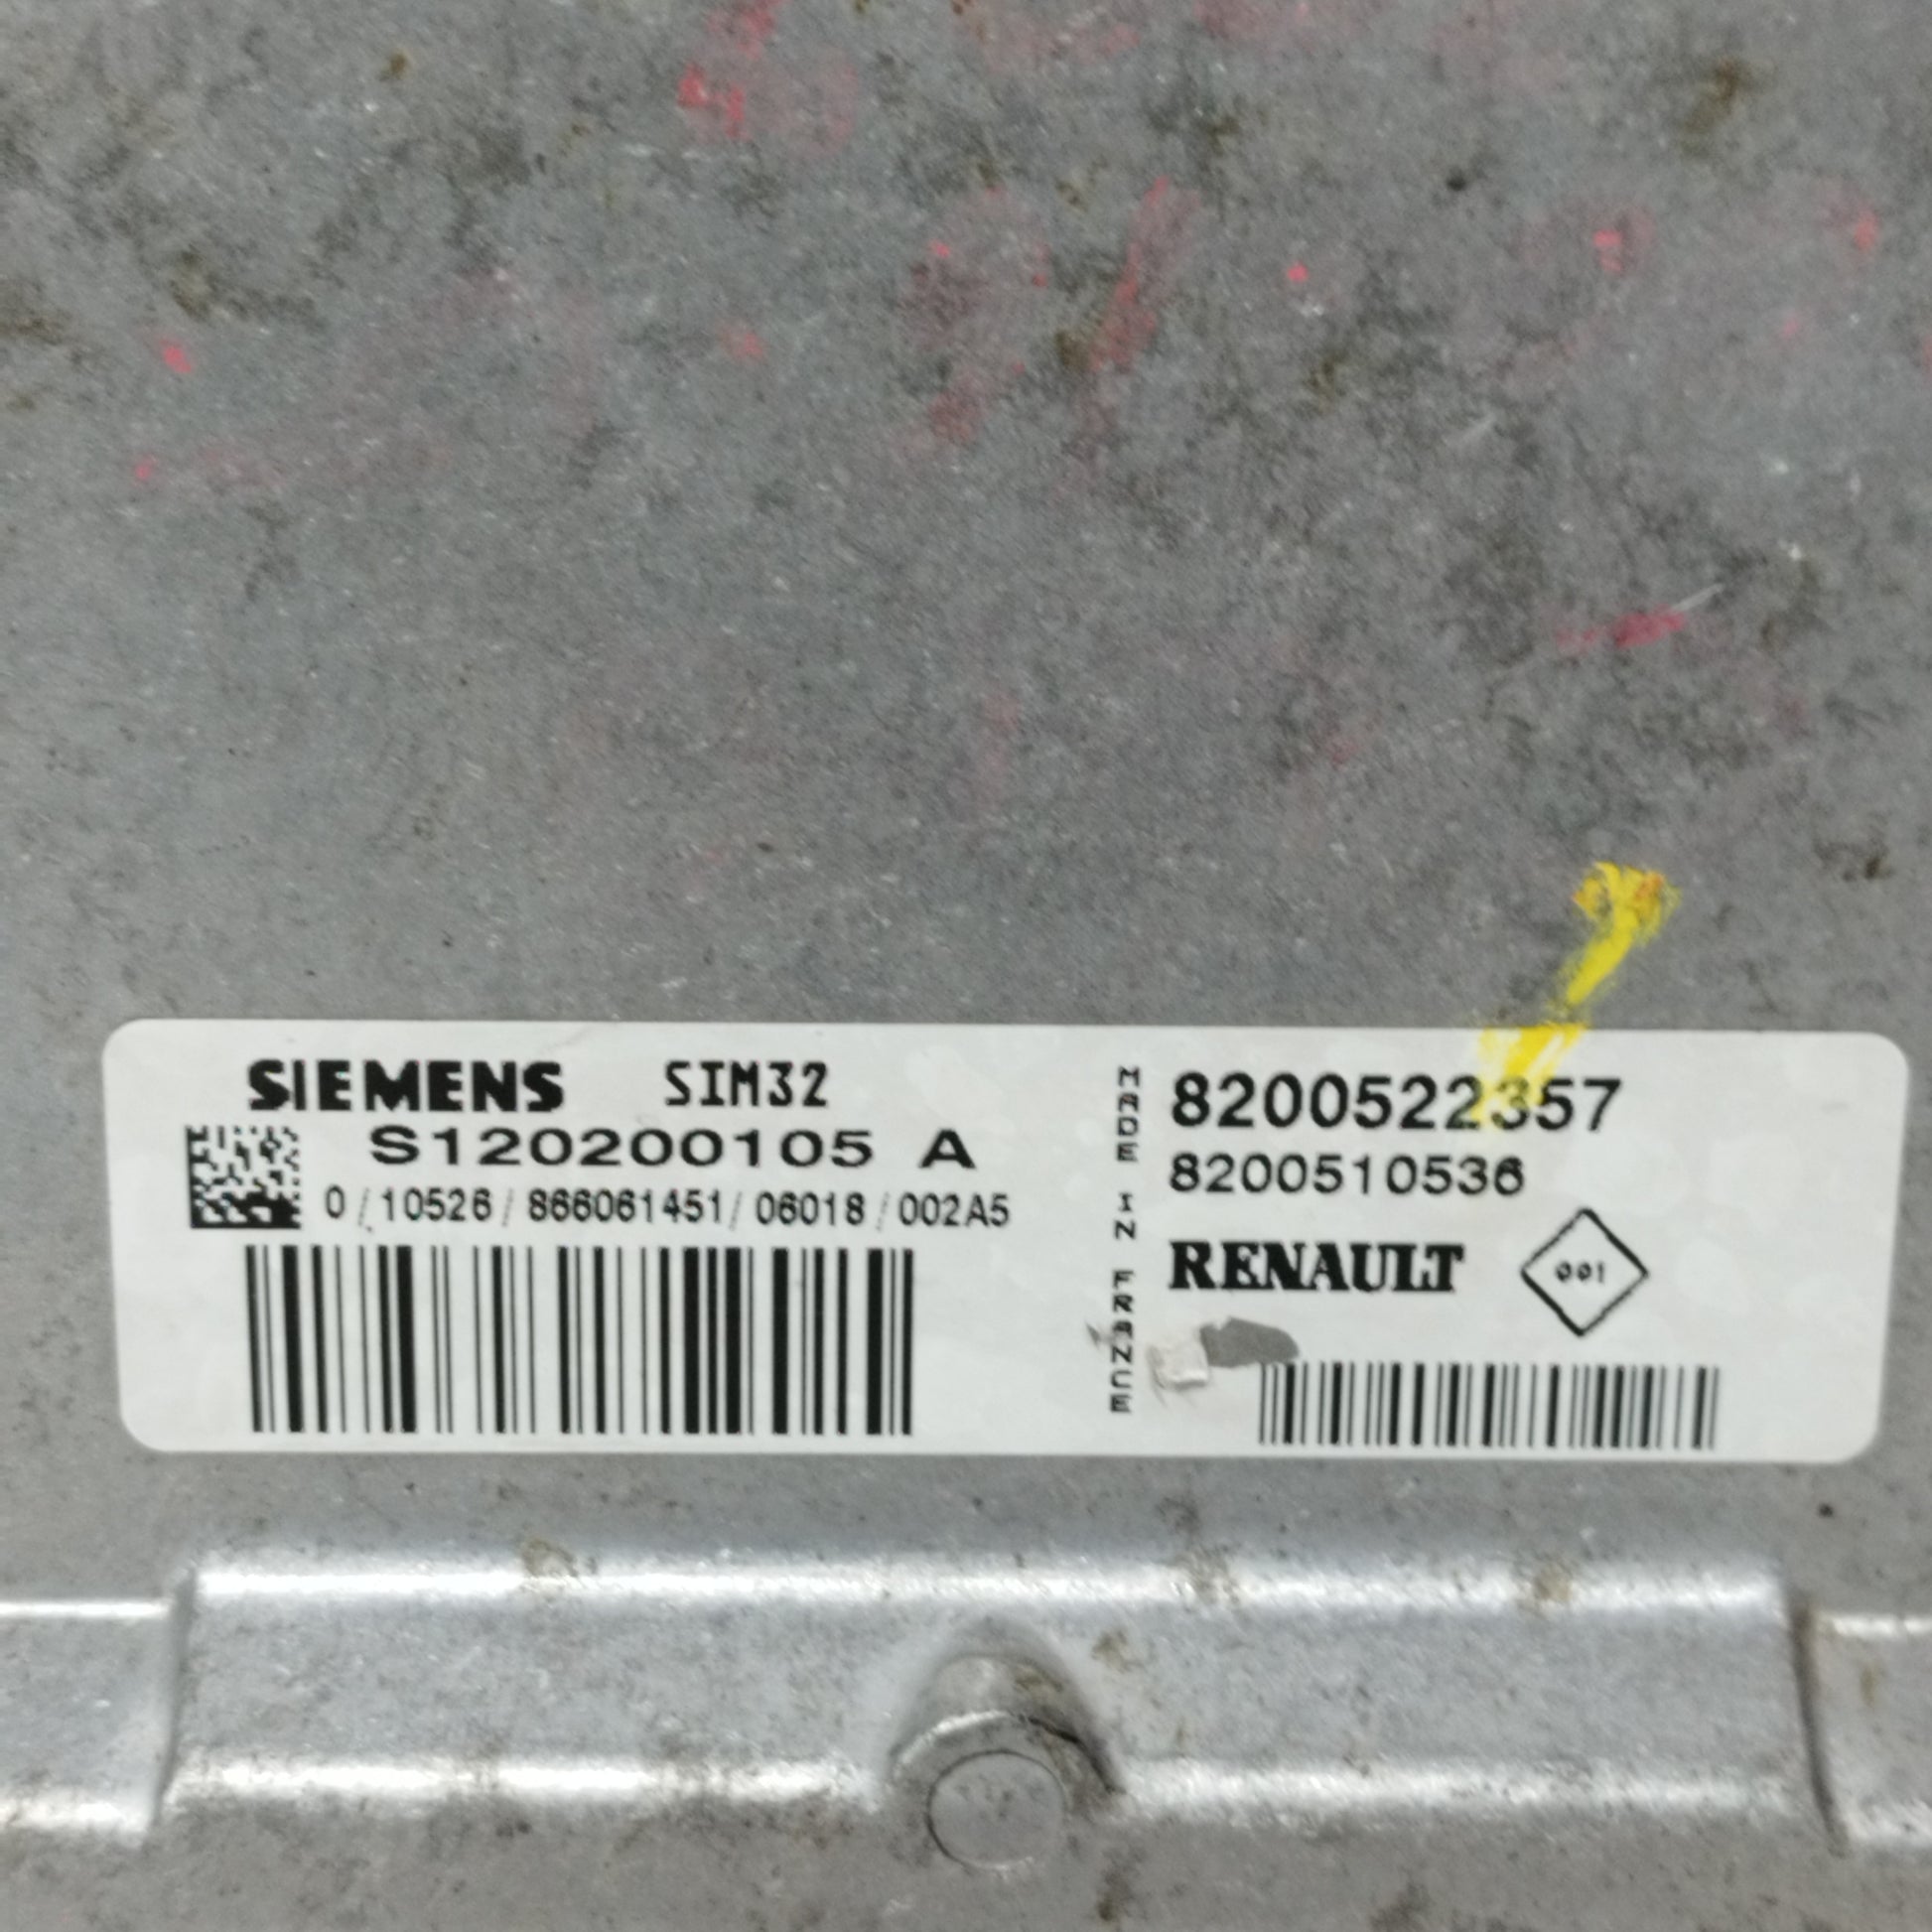 SIEMENS SIM32
S120200105 A
0/10526/866061451/06018/002A5
MADE IN FRANCE
8200522357
8200510536
RENAULT 001